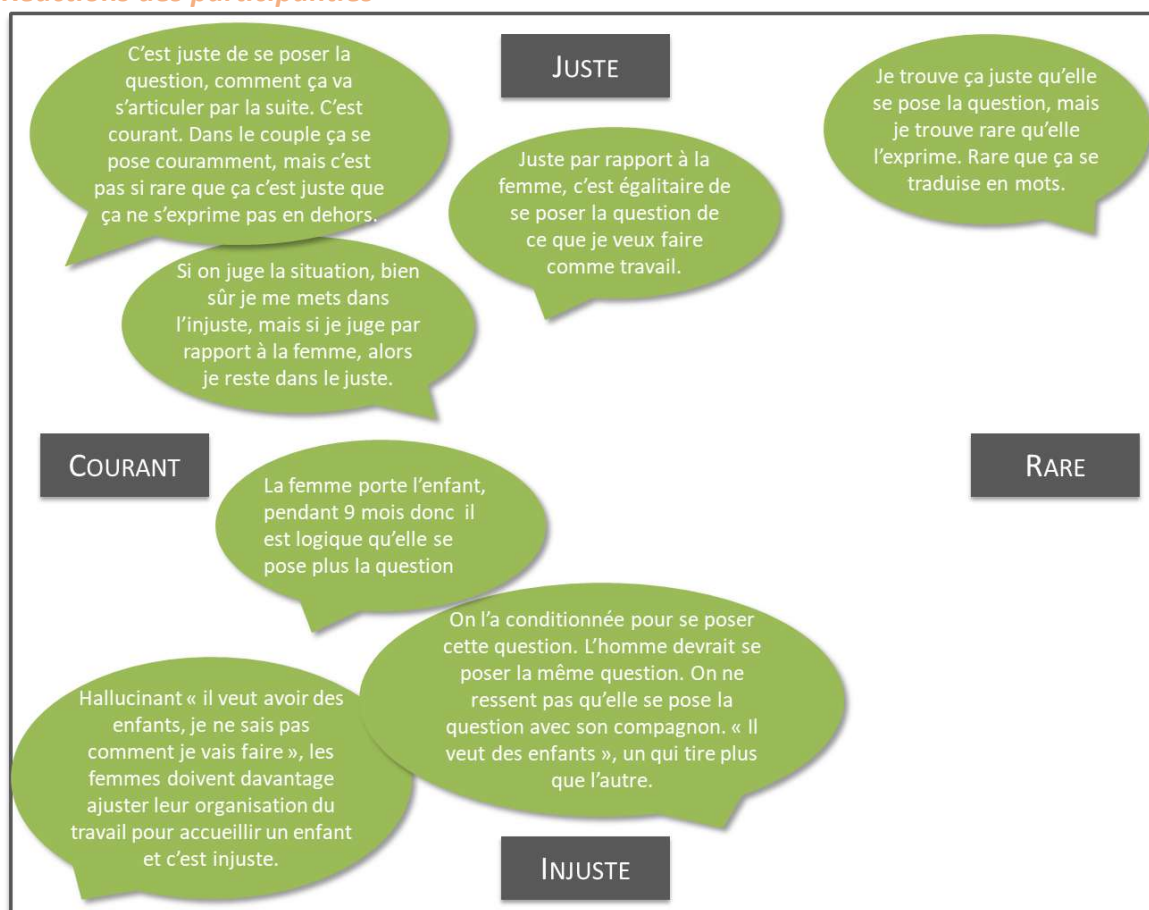 Réactions des participantes
C'est juste de se poser la
question, comment ça va
s'articuler par la suite. C'est
courant. Dans le couple ça se
pose couramment, mais c'est
pas si rare que ça c'est juste que
ça ne s'exprime pas en dehors.
JUSTE
Je trouve ça juste qu'elle
se pose la question, mais
je trouve rare qu'elle
l'exprime. Rare que ça se
traduise en mots.
Juste par rapport à la
femme, c'est égalitaire de
se poser la question de
ce que je veux faire
comme travail.
Si on juge la situation, bien
sûr je me mets dans
l'injuste, mais si je juge par
rapport à la femme, alors
je reste dans le juste.
COURANT
RARE
La femme porte l'enfant,
pendant 9 mois donc il
est logique qu'elle se
pose plus la question
On l'a conditionnée pour se poser
cette question. L'homme devrait se
poser la même question. On ne
ressent pas qu'elle se pose la
question avec son compagnon. « Il
veut des enfants », un qui tire plus
que l'autre.
Hallucinant « il veut avoir des
enfants, je ne sais pas
comment je vais faire », les
femmes doivent davantage
ajuster leur organisation du
travail pour accueillir un enfant
et c'est injuste.
INJUSTE